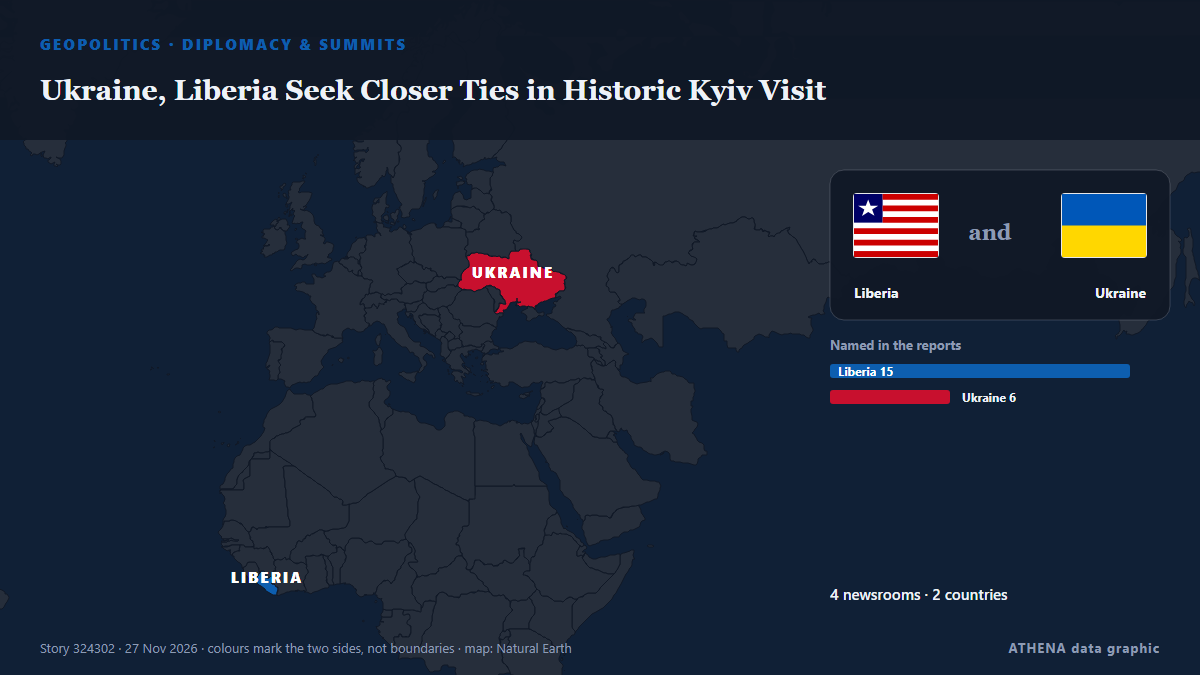 GEOPOLITICS · DIPLOMACY & SUMMITS
Ukraine, Liberia Seek Closer Ties in Historic Kyiv Visit
and
Liberia
Ukraine
UKRAINE
Named in the reports
Liberia 15
Ukraine 6
LIBERIA
4 newsrooms · 2 countries
Story 324302 · 27 Nov 2026 · colours mark the two sides, not boundaries · map: Natural Earth
ATHENA data graphic